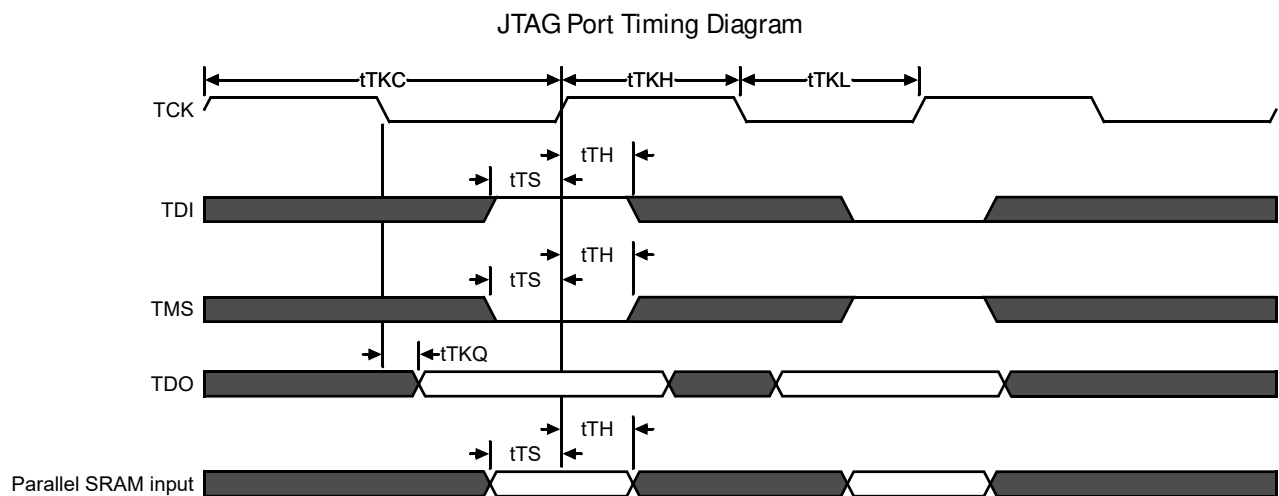 JTAG Port Timing Diagram
tTKC
tTKH
tTKL
TCK
tTH
tTS
TDI
tTH
tTS
TMS
tTKQ
TDO
tTH
tTS
Parallel SRAM input